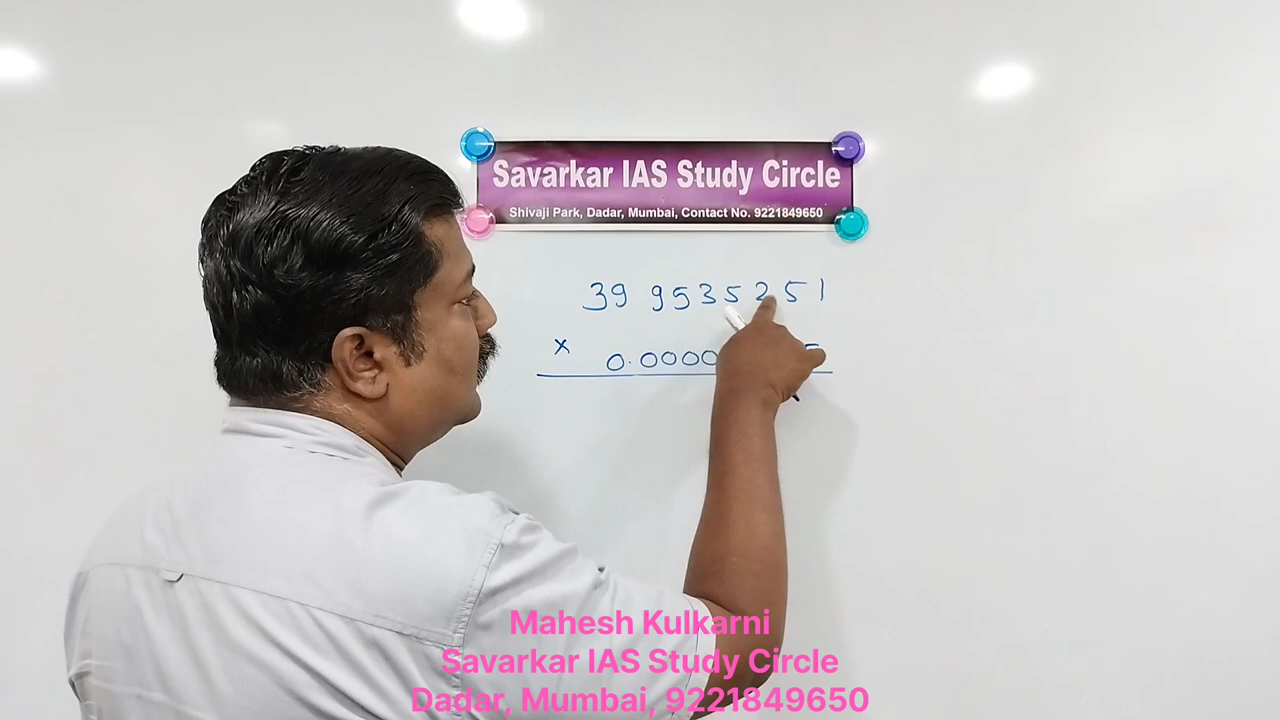 Savarkar IAS Study Circle
Shivaji Park, Dadar, Mumbai, Contact No. 9221849650
39 9535251
× 0.0000
Mahesh Kulkarni
Savarkar IAS Study Circle
Dadar, Mumbai, 9221849650